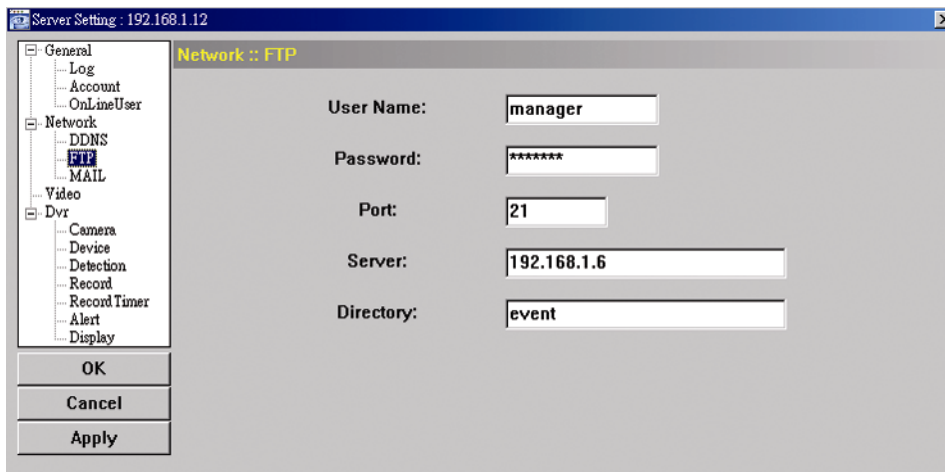 Server Setting : 192.168.1.12
General
Log
Account
OnLineUser
Network
DDNS
FTP
MAIL
Video
Dvr
Camera
Device
Detection
Record
Record Timer
Alert
Display
OK
Cancel
Apply
Network :: FTP
User Name: manager
Password: *******
Port: 21
Server: 192.168.1.6
Directory: event